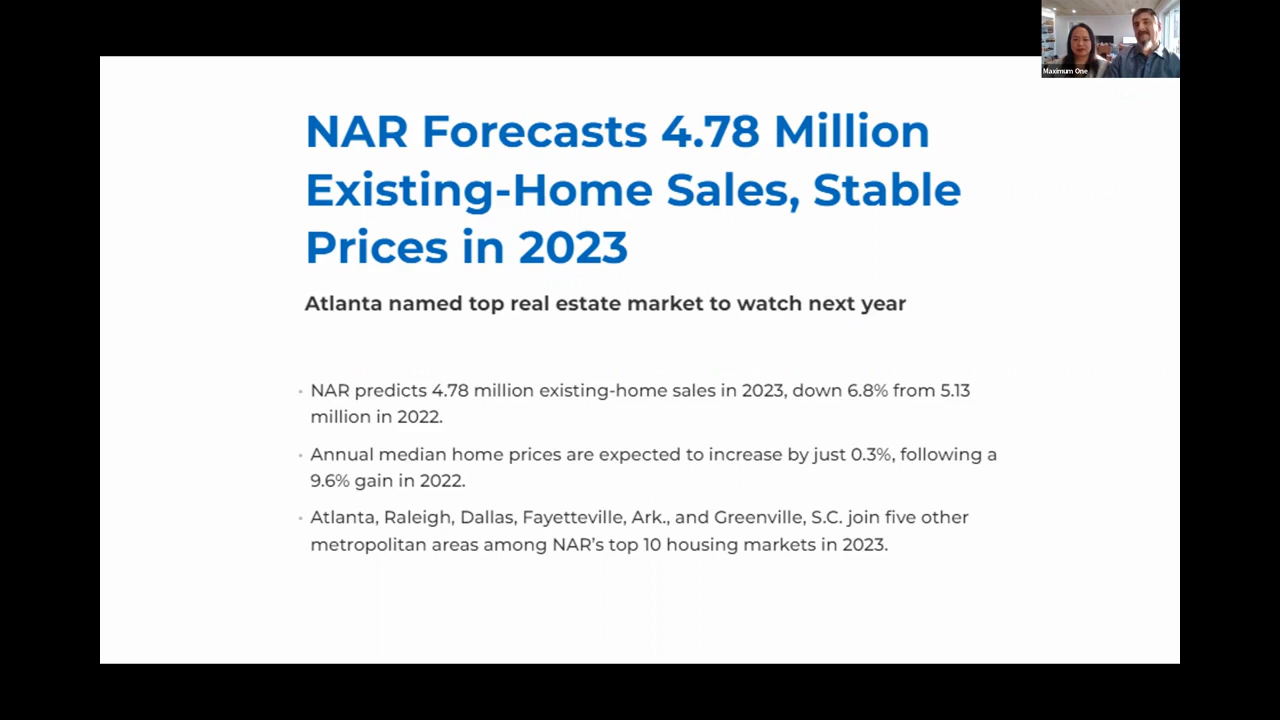 Maximum One
NAR Forecasts 4.78 Million
Existing-Home Sales, Stable
Prices in 2023
Atlanta named top real estate market to watch next year
· NAR predicts 4.78 million existing-home sales in 2023, down 6.8% from 5.13
million in 2022.
· Annual median home prices are expected to increase by just 0.3%, following a
9.6% gain in 2022.
· Atlanta, Raleigh, Dallas, Fayetteville, Ark., and Greenville, S.C. join five other
metropolitan areas among NAR’s top 10 housing markets in 2023.